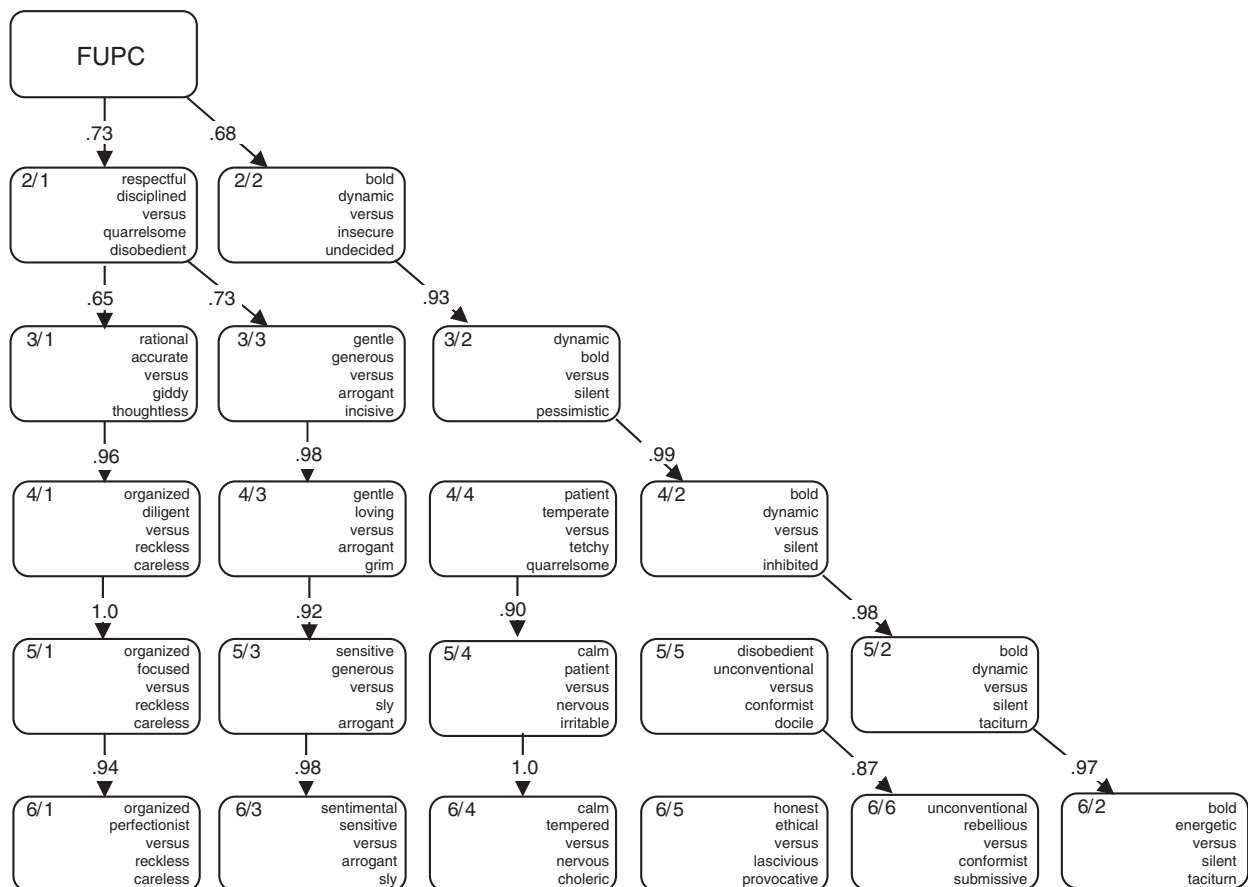 FUPC
.73
.68
2/1
respectful
disciplined
versus
quarrelsome
disobedient
2/2
bold
dynamic
versus
insecure
undecided
.65
.73
.93
3/1
rational
accurate
versus
giddy
thoughtless
3/3
gentle
generous
versus
arrogant
incisive
3/2
dynamic
bold
versus
silent
pessimistic
.96
.98
.99
4/1
organized
diligent
versus
reckless
careless
4/3
gentle
loving
versus
arrogant
grim
4/4
patient
temperate
versus
tetchy
quarrelsome
4/2
bold
dynamic
versus
silent
inhibited
1.0
.92
.90
.98
5/1
organized
focused
versus
reckless
careless
5/3
sensitive
generous
versus
sly
arrogant
5/4
calm
patient
versus
nervous
irritable
5/5
disobedient
unconventional
versus
conformist
docile
5/2
bold
dynamic
versus
silent
taciturn
.94
.98
1.0
.87
.97
6/1
organized
perfectionist
versus
reckless
careless
6/3
sentimental
sensitive
versus
arrogant
sly
6/4
calm
tempered
versus
nervous
choleric
6/5
honest
ethical
versus
lascivious
provocative
6/6
unconventional
rebellious
versus
conformist
submissive
6/2
bold
energetic
versus
silent
taciturn